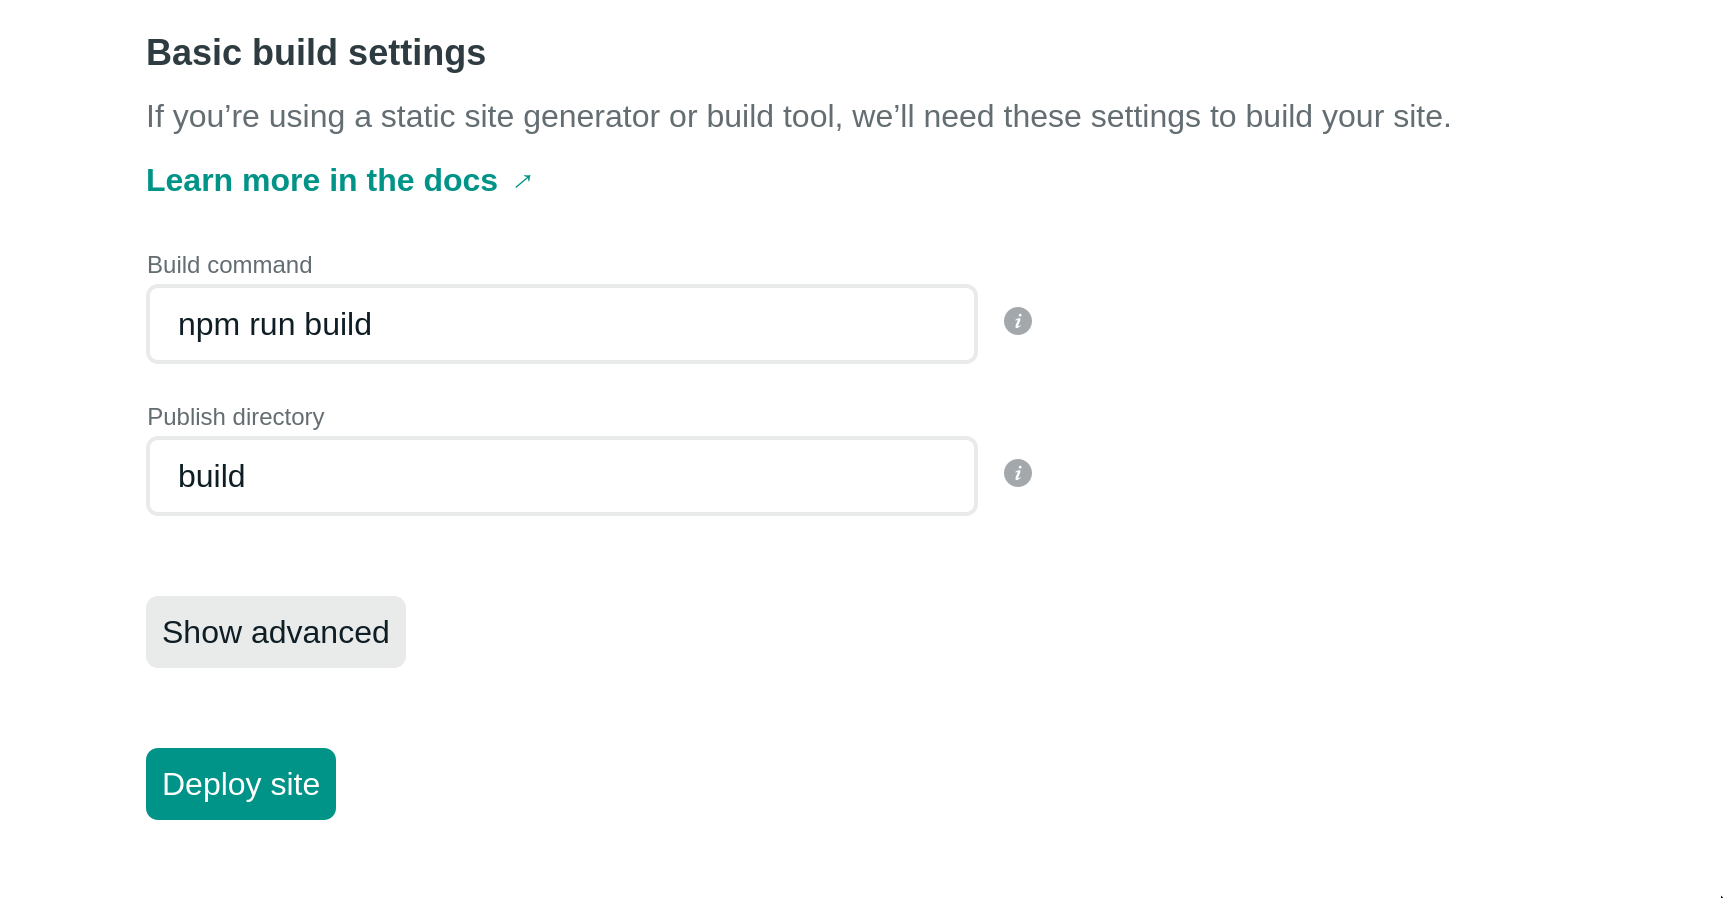 Basic build settings
If you’re using a static site generator or build tool, we’ll need these settings to build your site.
Learn more in the docs ↗
Build command
npm run build
i
Publish directory
build
i
Show advanced
Deploy site